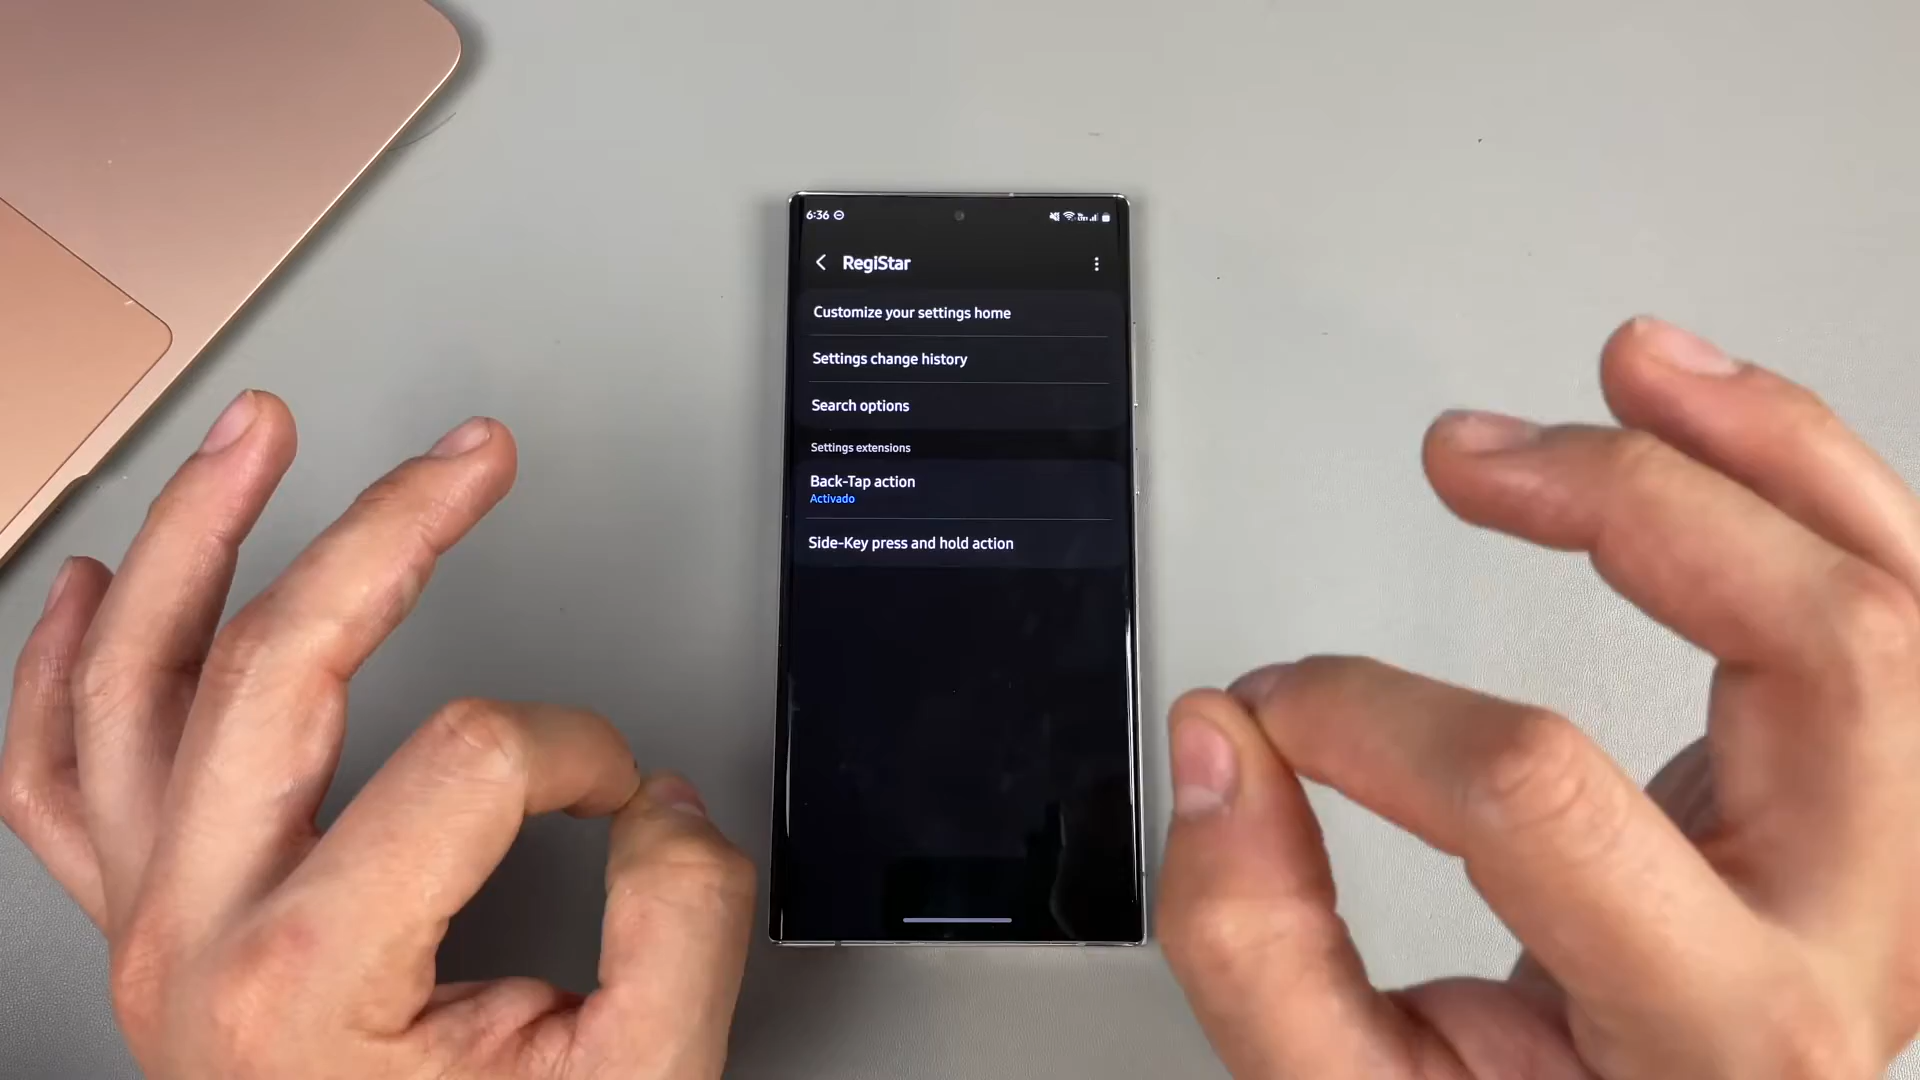 6:36
RegiStar
Customize your settings home
Settings change history
Search options
Settings extensions
Back-Tap action
Activado
Side-Key press and hold action